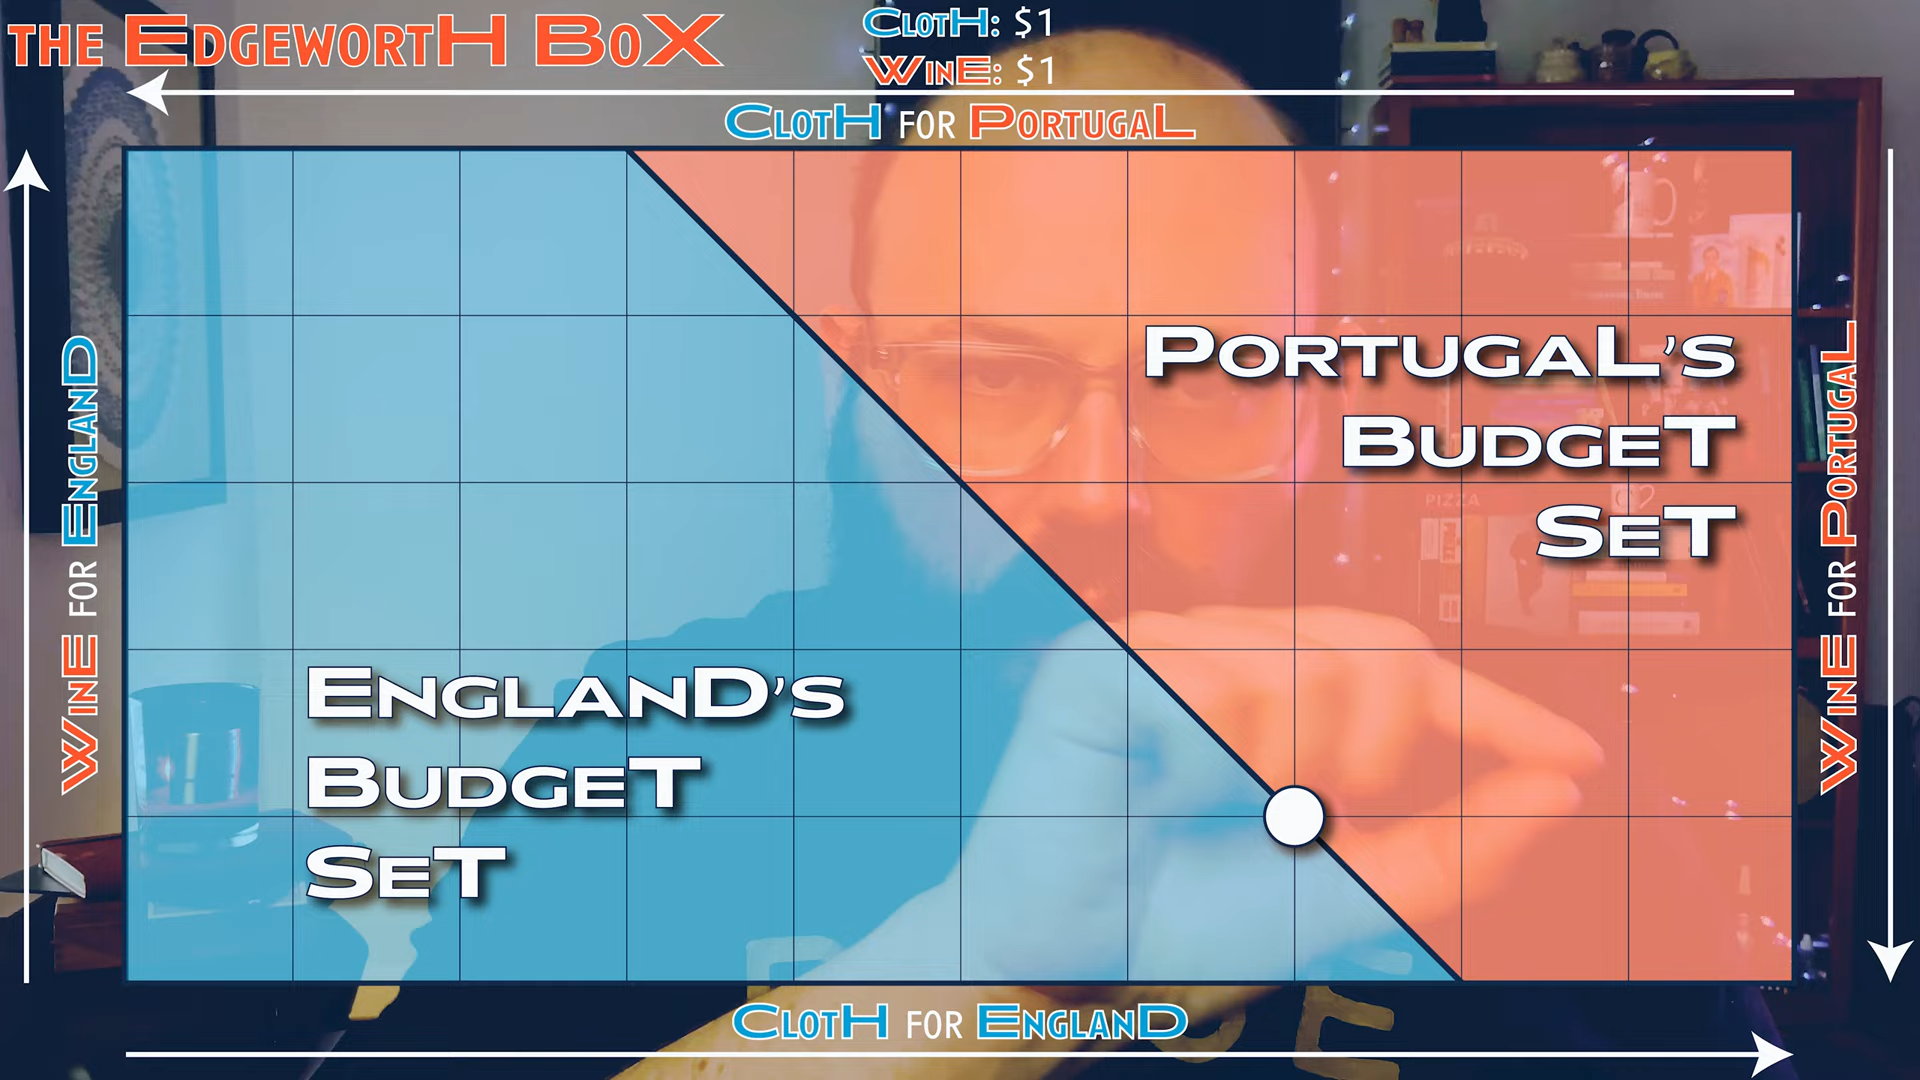 THE EDGEWORTH BOX
CLOTH: $1
WINE: $1
CLOTH FOR PORTUGAL
WINE FOR ENGLAND
PORTUGAL'S
BUDGET
SET
WINE FOR PORTUGAL
PIZZA
ENGLAND'S
BUDGET
SET
CLOTH FOR ENGLAND